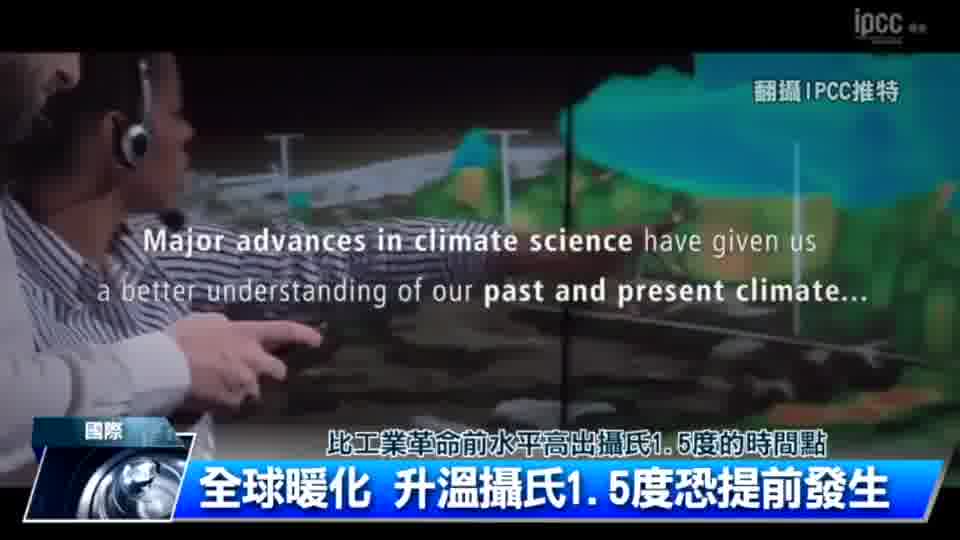 ipcc
翻攝IPCC推特
Major advances in climate science have given us
a better understanding of our past and present climate...
國際
比工業革命前水平高出攝氏1.5度的時間點
全球暖化 升溫攝氏1.5度恐提前發生